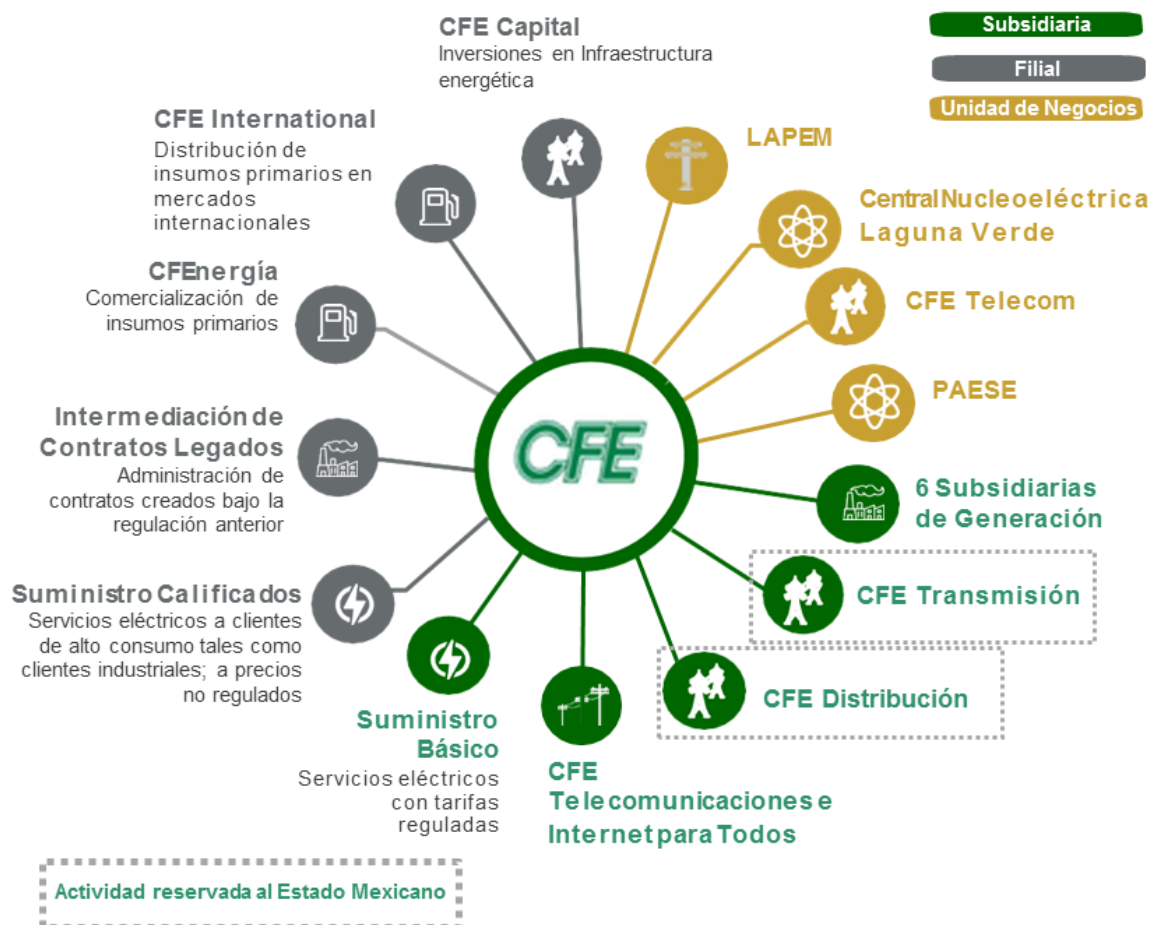 CFE Capital
Inversiones en Infraestructura
energética
Subsidiaria
Filial
Unidad de Negocios
CFE International
Distribución de
insumos primarios en
mercados
internacionales
LAPEM
Central Nucleoeléctrica
Laguna Verde
CFEnergía
Comercialización de
insumos primarios
CFE Telecom
PAESE
Intermediación de
Contratos Legados
Administración de
contratos creados bajo la
regulación anterior
CFE
6 Subsidiarias
de Generación
Suministro Calificados
Servicios eléctricos a clientes
de alto consumo tales como
clientes industriales; a precios
no regulados
CFE Transmisión
CFE Distribución
Suministro
Básico
Servicios eléctricos
con tarifas
reguladas
CFE
Telecomunicaciones e
Internet para Todos
Actividad reservada al Estado Mexicano